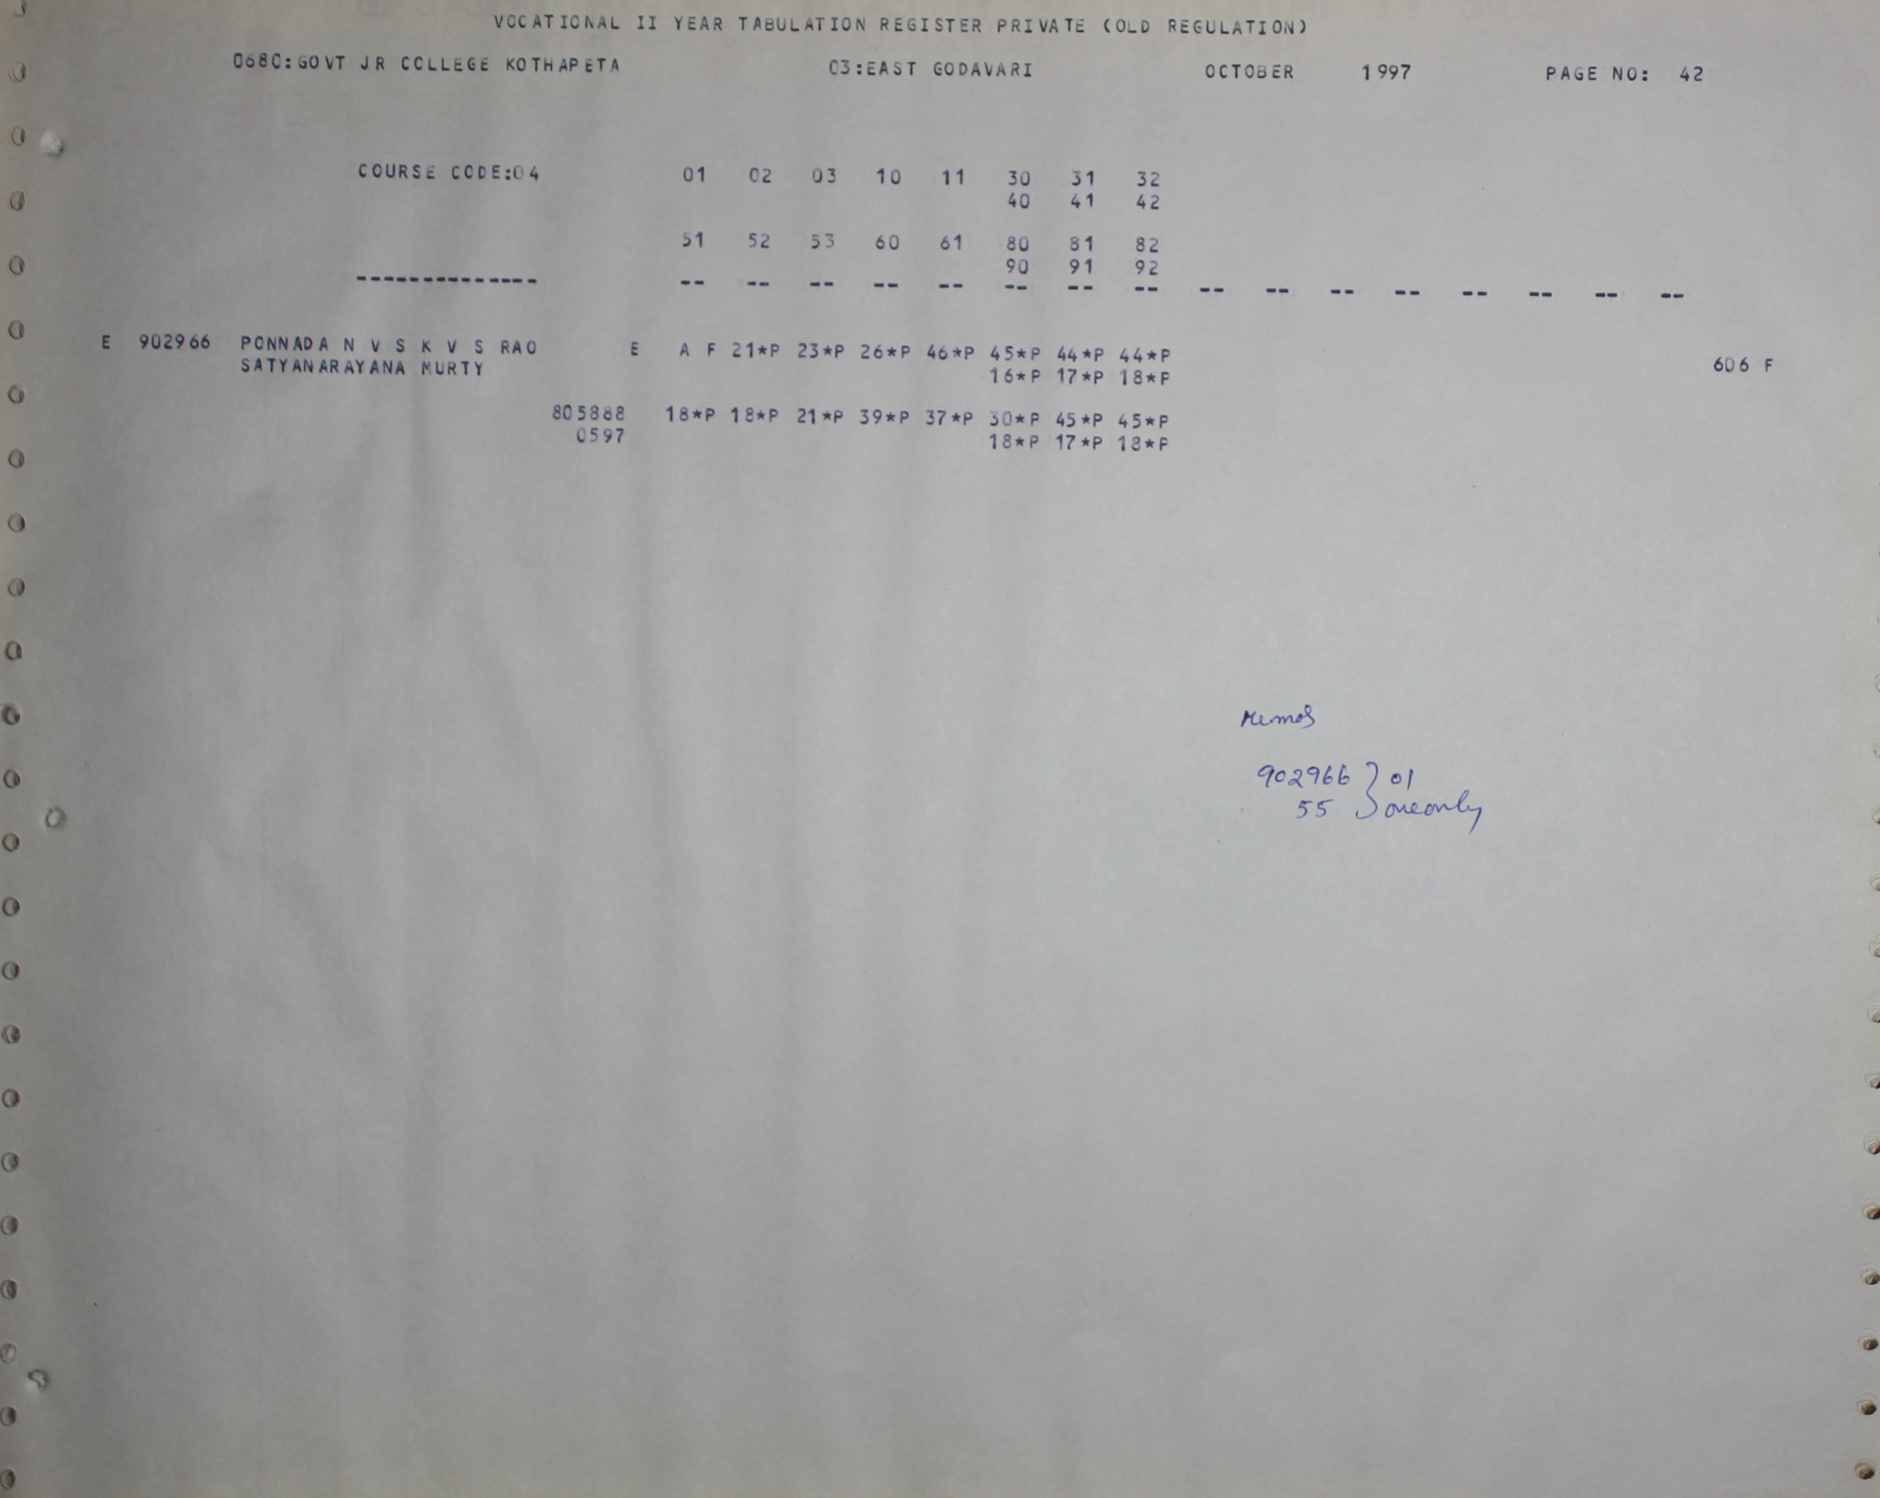 VOCATIONAL II YEAR TABULATION REGISTER PRIVATE (OLD REGULATION)
0680:GOVT JR COLLEGE KOTHAPETA 03:EAST GODAVARI OCTOBER 1997 PAGE NO: 42
COURSE CODE:04 01 02 03 10 11 30 31 32
40 41 42
51 52 53 60 61 80 81 82
90 91 92
-------------- -- -- -- -- -- -- -- -- -- -- -- -- -- -- -- --
E 902966 PONNADA N V S K V S RAO E A F 21*P 23*P 26*P 46*P 45*P 44*P 44*P
SATYANARAYANA MURTY 16*P 17*P 18*P 606 F
805888 18*P 18*P 21*P 39*P 37*P 30*P 45*P 45*P
0597 18*P 17*P 18*P
Memos
902966 } 01
55 } one only